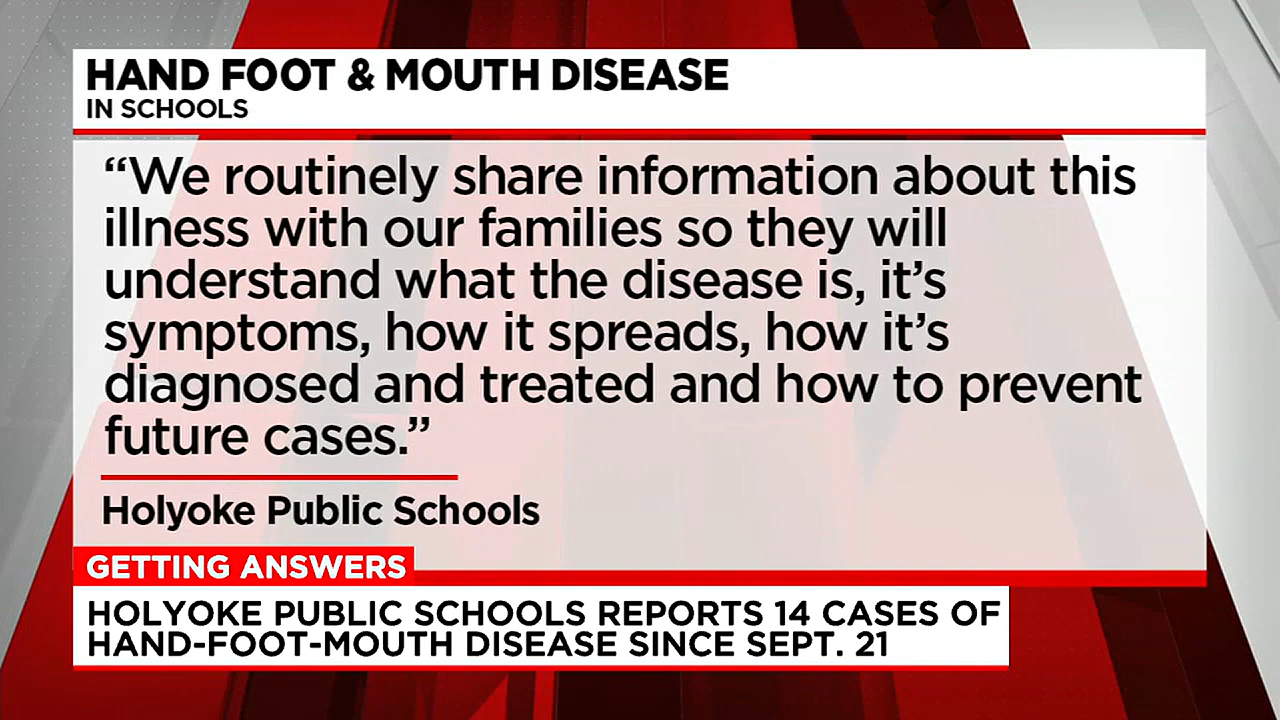 HAND FOOT & MOUTH DISEASE
IN SCHOOLS
“We routinely share information about this
illness with our families so they will
understand what the disease is, it’s
symptoms, how it spreads, how it’s
diagnosed and treated and how to prevent
future cases.”
Holyoke Public Schools
GETTING ANSWERS
HOLYOKE PUBLIC SCHOOLS REPORTS 14 CASES OF
HAND-FOOT-MOUTH DISEASE SINCE SEPT. 21